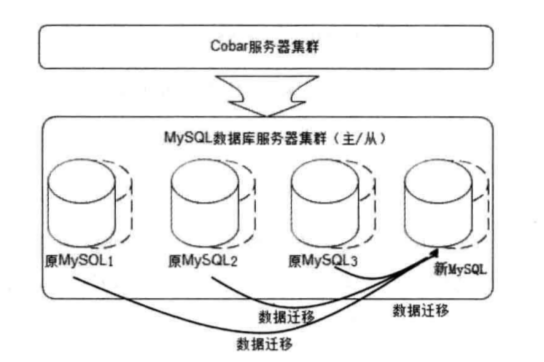 Cobar服务器集群
MySQL数据库服务器集群（主/从）
原MySQL1
原MySQL2
原MySQL3
新MySQL
数据迁移
数据迁移
数据迁移